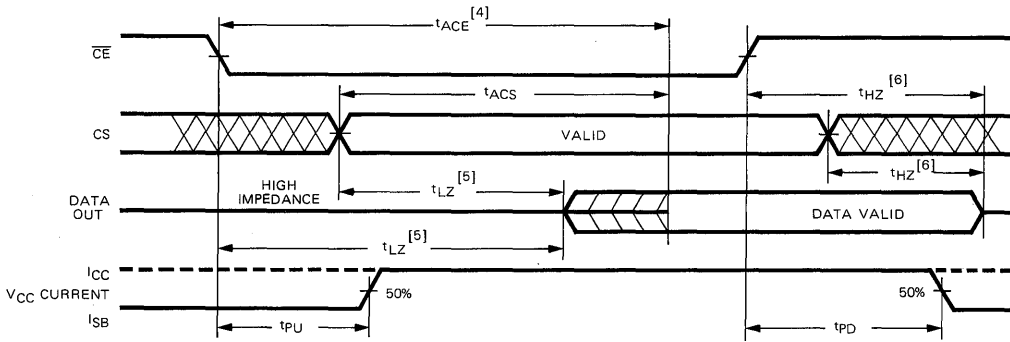 tACE[4]
CE
tACS
tHZ[6]
CS
VALID
tHZ[6]
HIGH
IMPEDANCE
tLZ[5]
DATA
OUT
DATA VALID
tLZ[5]
ICC
VCC CURRENT
50%
50%
ISB
tPU
tPD